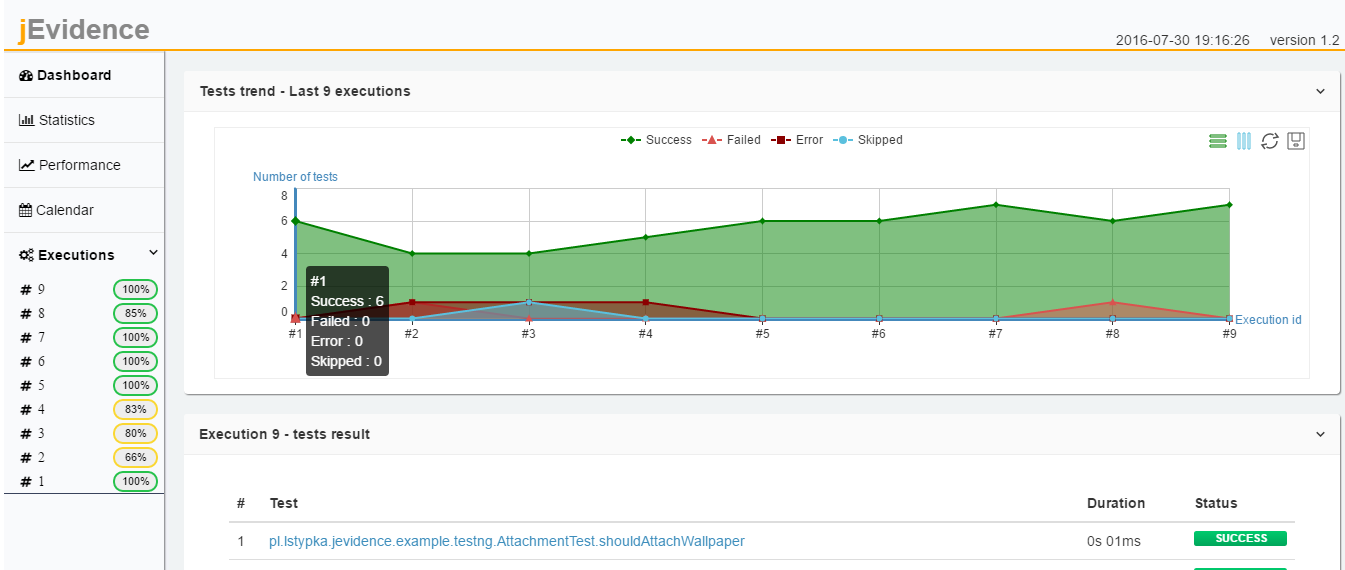 jEvidence
2016-07-30 19:16:26 version 1.2
Dashboard
Statistics
Performance
Calendar
Executions
# 9 100%
# 8 85%
# 7 100%
# 6 100%
# 5 100%
# 4 83%
# 3 80%
# 2 66%
# 1 100%
Tests trend - Last 9 executions
Success Failed Error Skipped
Number of tests
8
6
4
2
0
#1 #2 #3 #4 #5 #6 #7 #8 #9
Execution id
#1
Success : 6
Failed : 0
Error : 0
Skipped : 0
Execution 9 - tests result
# Test Duration Status
1 pl.lstypka.jevidence.example.testng.AttachmentTest.shouldAttachWallpaper 0s 01ms SUCCESS